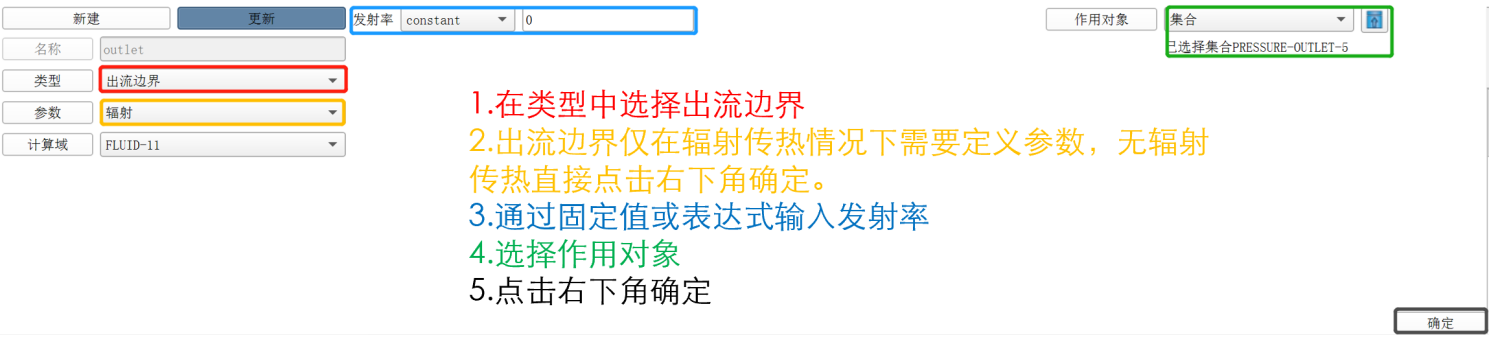 新建 更新 发射率 constant 0 作用对象 集合
名称 outlet 已选择集合PRESSURE-OUTLET-5
类型 出流边界
参数 辐射
计算域 FLUID-11
1.在类型中选择出流边界
2.出流边界仅在辐射传热情况下需要定义参数，无辐射
传热直接点击右下角确定。
3.通过固定值或表达式输入发射率
4.选择作用对象
5.点击右下角确定
确定